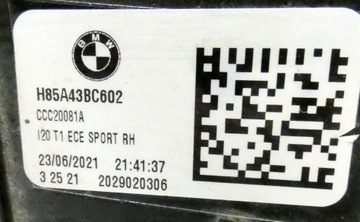 BMW
H85A43BC602
CCC20081A
I20 T1 ECE SPORT RH
23/06/2021 21:41:37
3 25 21 2029020306